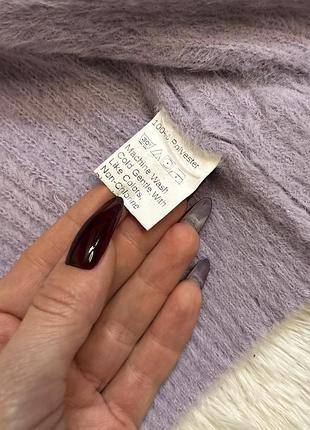 100% Polyester
Machine Wash
Cold Gentle With
Like Colors.
Non-Chlorine